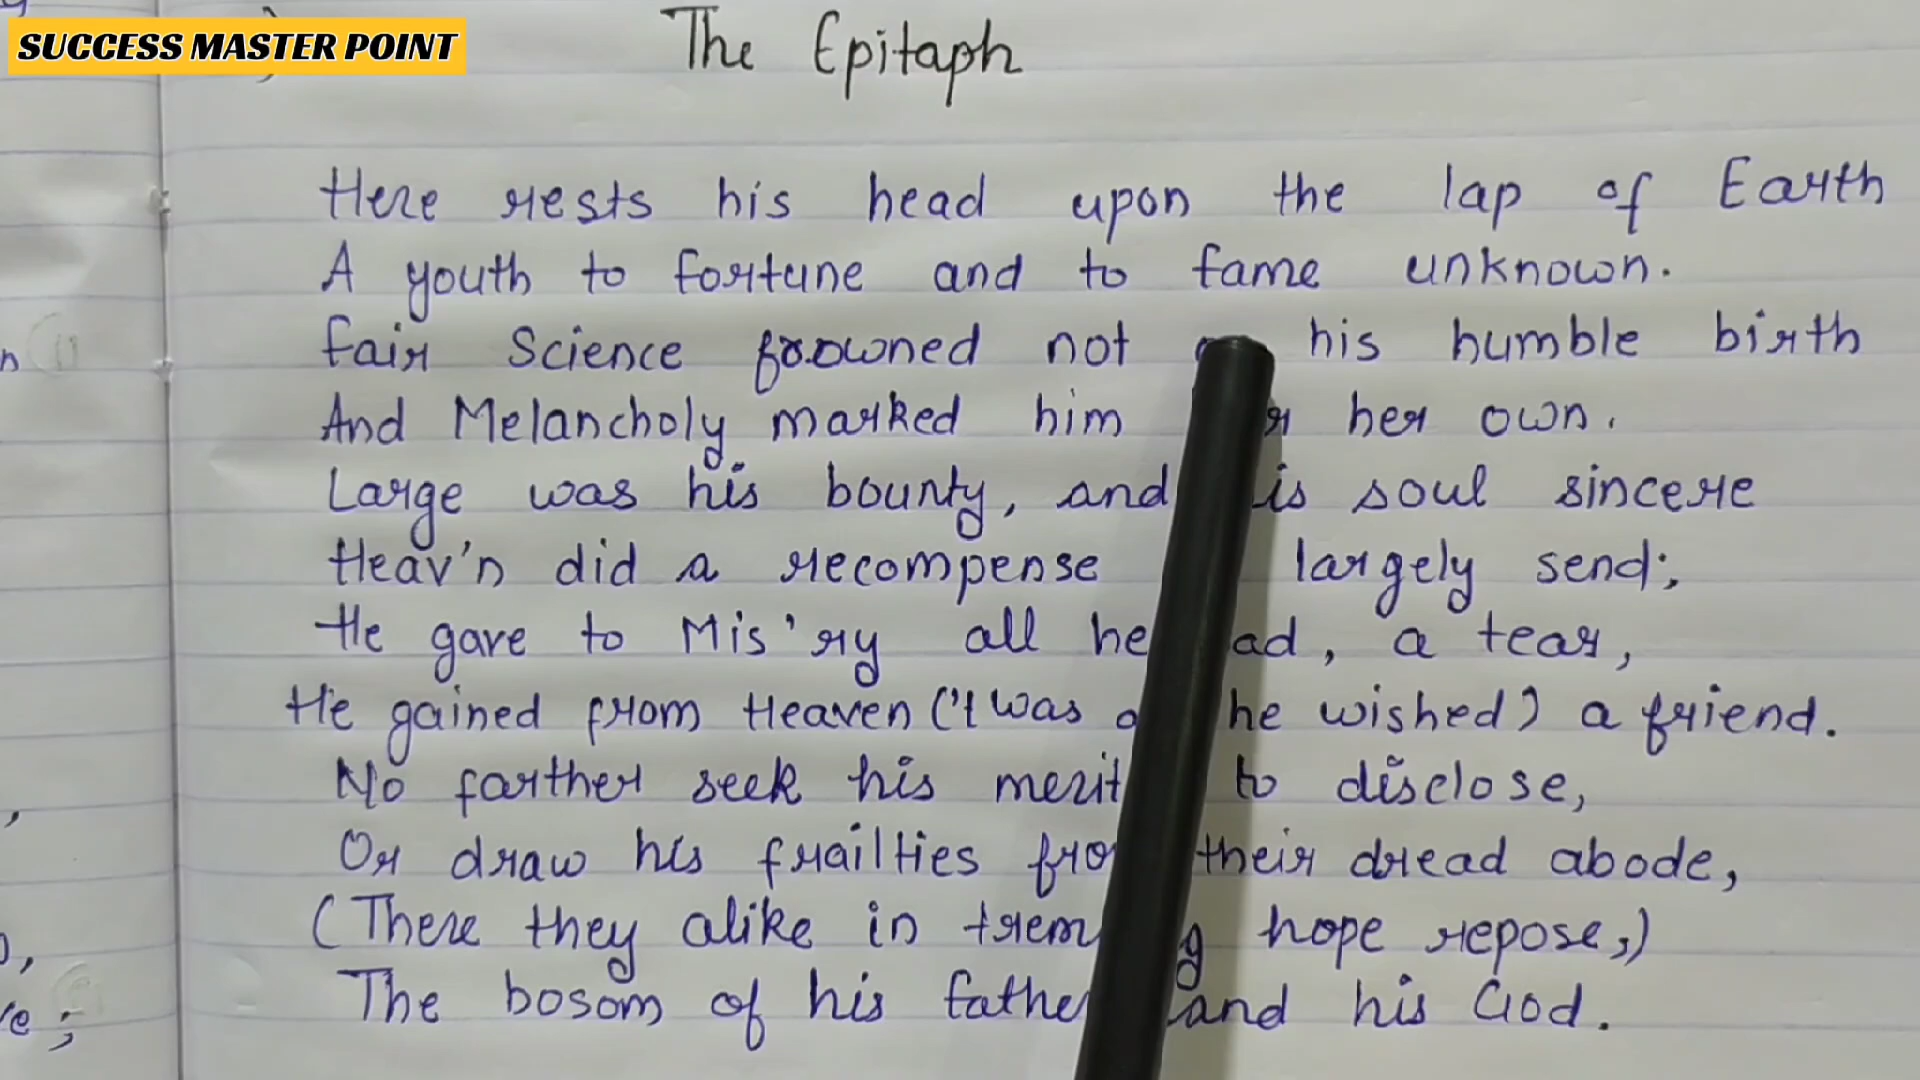 SUCCESS MASTER POINT
The Epitaph
Here rests his head upon the lap of Earth
A youth to fortune and to fame unknown.
Fair Science frowned not his humble birth
And Melancholy marked him her own.
Large was his bounty, and soul sincere
Heav'n did a recompense largely send;
He gave to Mis'ry all he , a tear,
He gained from Heaven ('t was he wished) a friend.
No farther seek his merit to disclose,
Or draw his frailties their dread abode,
(There they alike in hope repose,)
The bosom of his and his God.